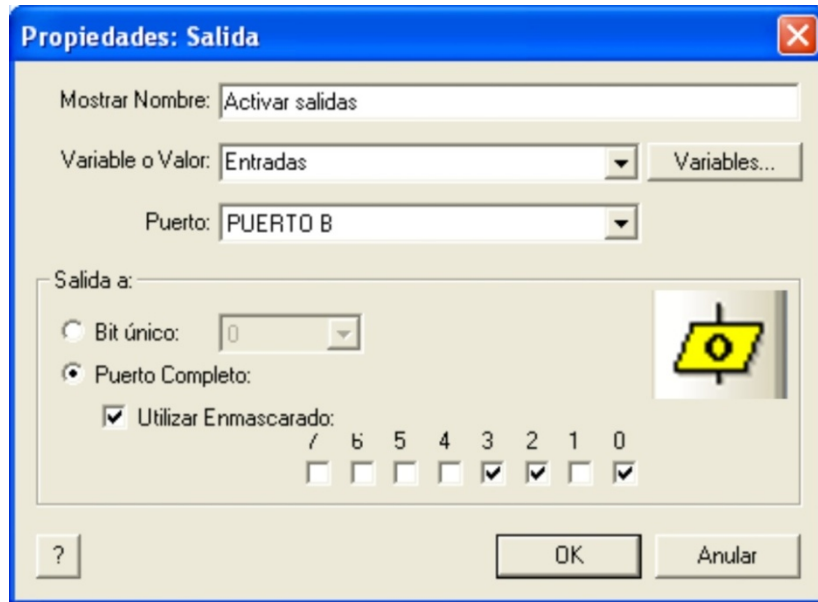 Propiedades: Salida
Mostrar Nombre: Activar salidas
Variable o Valor: Entradas Variables...
Puerto: PUERTO B
Salida a:
Bit único: 0
Puerto Completo:
Utilizar Enmascarado:
7 6 5 4 3 2 1 0
? OK Anular